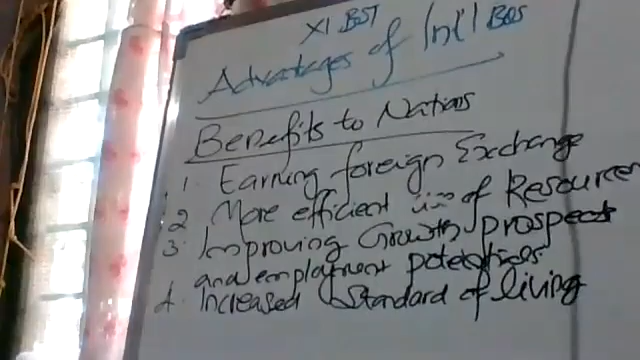 XI BST
Advantages of Int'l Bus
Benefits to Nations
1. Earning foreign Exchange
2. More efficient use of Resources
3. Improving Growth prospect
and employment potentials
4. Increased Standard of living